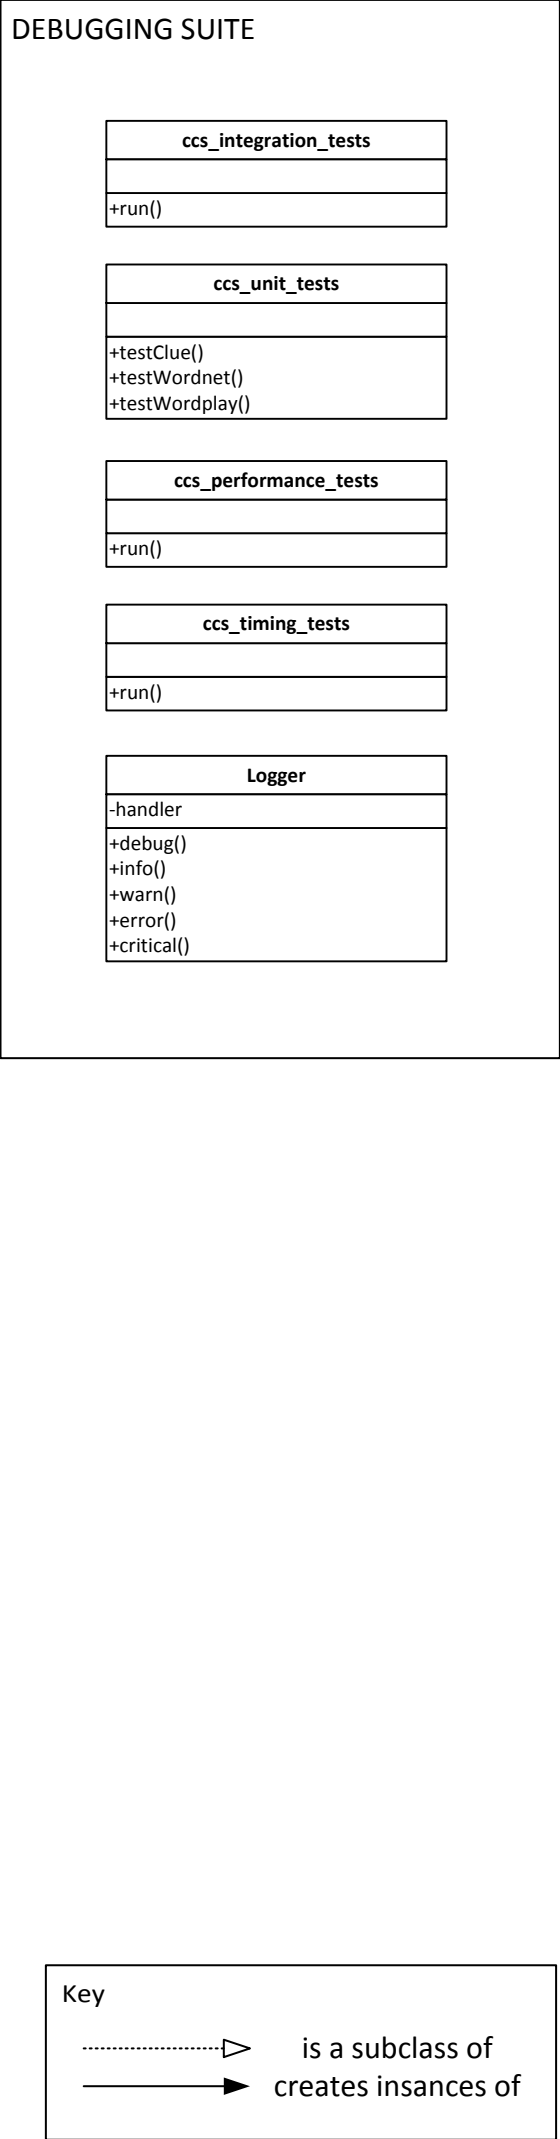 DEBUGGING SUITE
ccs_integration_tests
+run()
ccs_unit_tests
+testClue()
+testWordnet()
+testWordplay()
ccs_performance_tests
+run()
ccs_timing_tests
+run()
Logger
-handler
+debug()
+info()
+warn()
+error()
+critical()
Key
is a subclass of
creates insances of